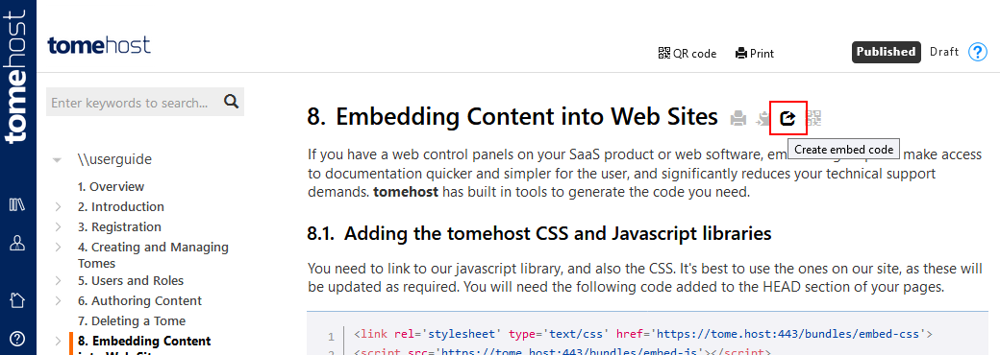 tomehost
tomehost
QR code
Print
Published
Draft
?
Enter keywords to search...
\\userguide
1. Overview
2. Introduction
3. Registration
4. Creating and Managing
Tomes
5. Users and Roles
6. Authoring Content
7. Deleting a Tome
8. Embedding Content
8. Embedding Content into Web Sites
Create embed code
If you have a web control panels on your SaaS product or web software, make access
to documentation quicker and simpler for the user, and significantly reduces your technical support
demands. tomehost has built in tools to generate the code you need.
8.1. Adding the tomehost CSS and Javascript libraries
You need to link to our javascript library, and also the CSS. It's best to use the ones on our site, as these will
be updated as required. You will need the following code added to the HEAD section of your pages.
1 <link rel='stylesheet' type='text/css' href='https://tome.host:443/bundles/embed-css'>
2 <script src='https://tome.host:443/bundles/embed-js'></script>